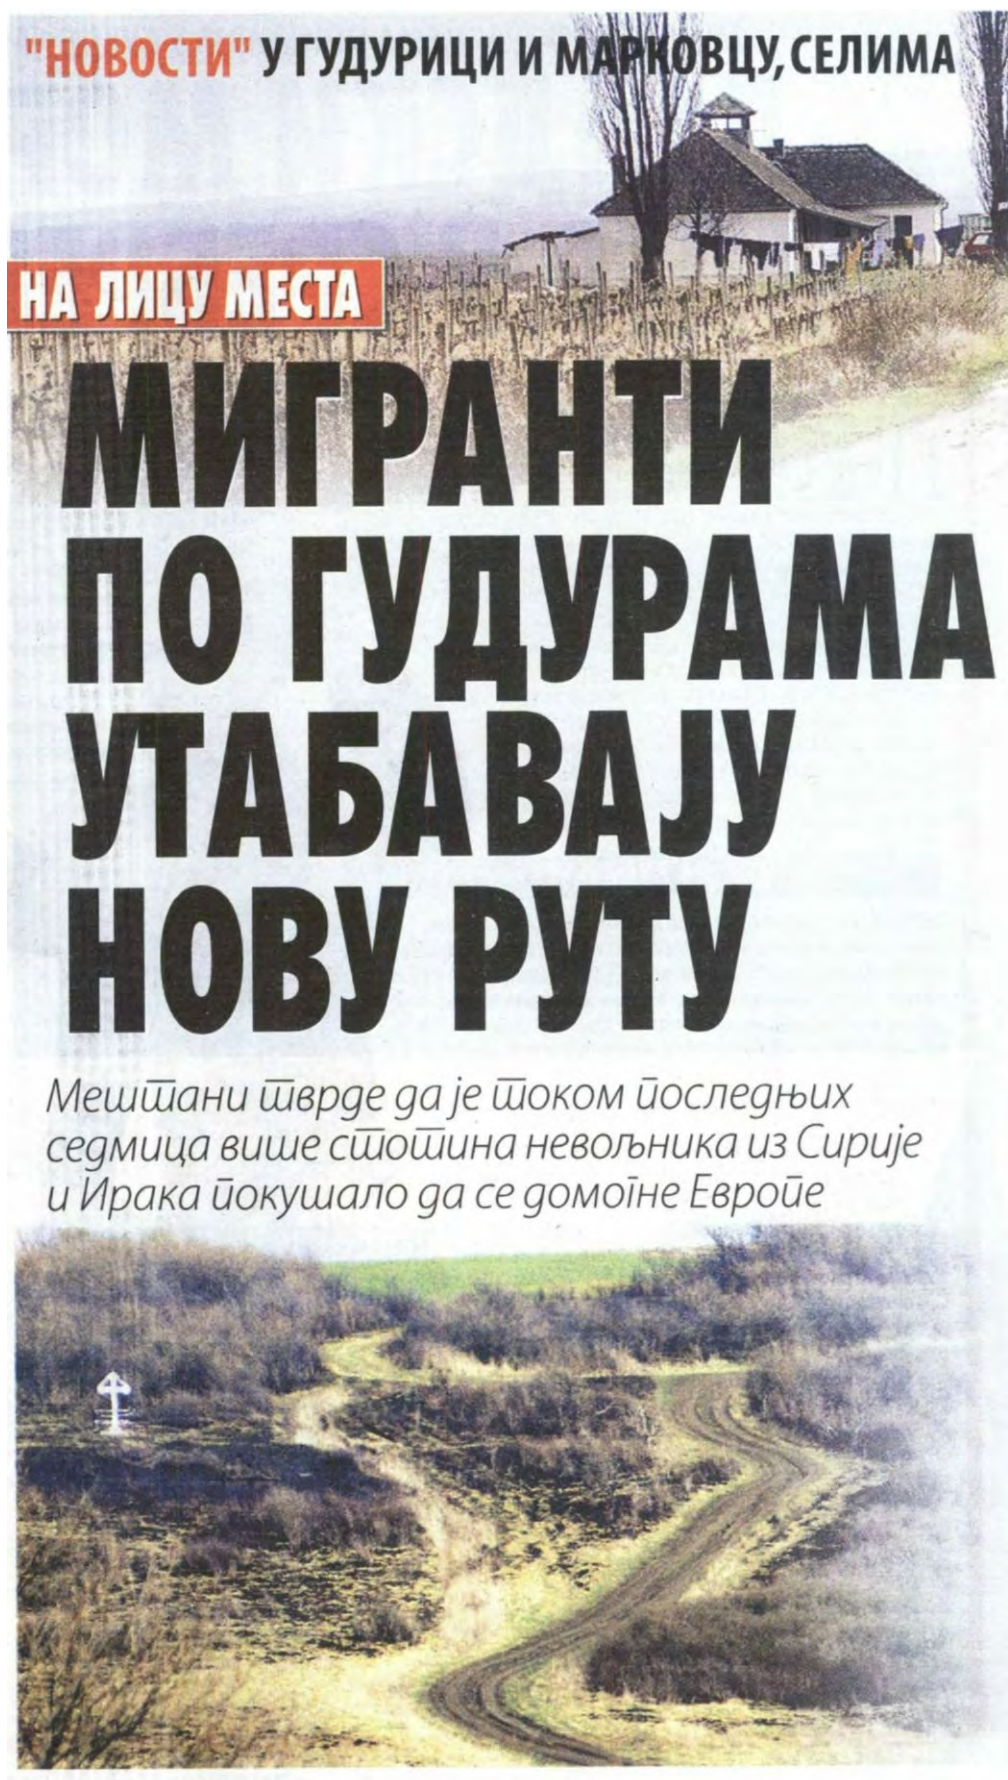 "НОВОСТИ" У ГУДУРИЦИ И МАРКОВЦУ, СЕЛИМА
НА ЛИЦУ МЕСТА
МИГРАНТИ
ПО ГУДУРАМА
УТАБАВАЈУ
НОВУ РУТУ
Мештани тврде да је током последњих
седмица више стотина невољника из Сирије
и Ирака покушало да се домогне Европе